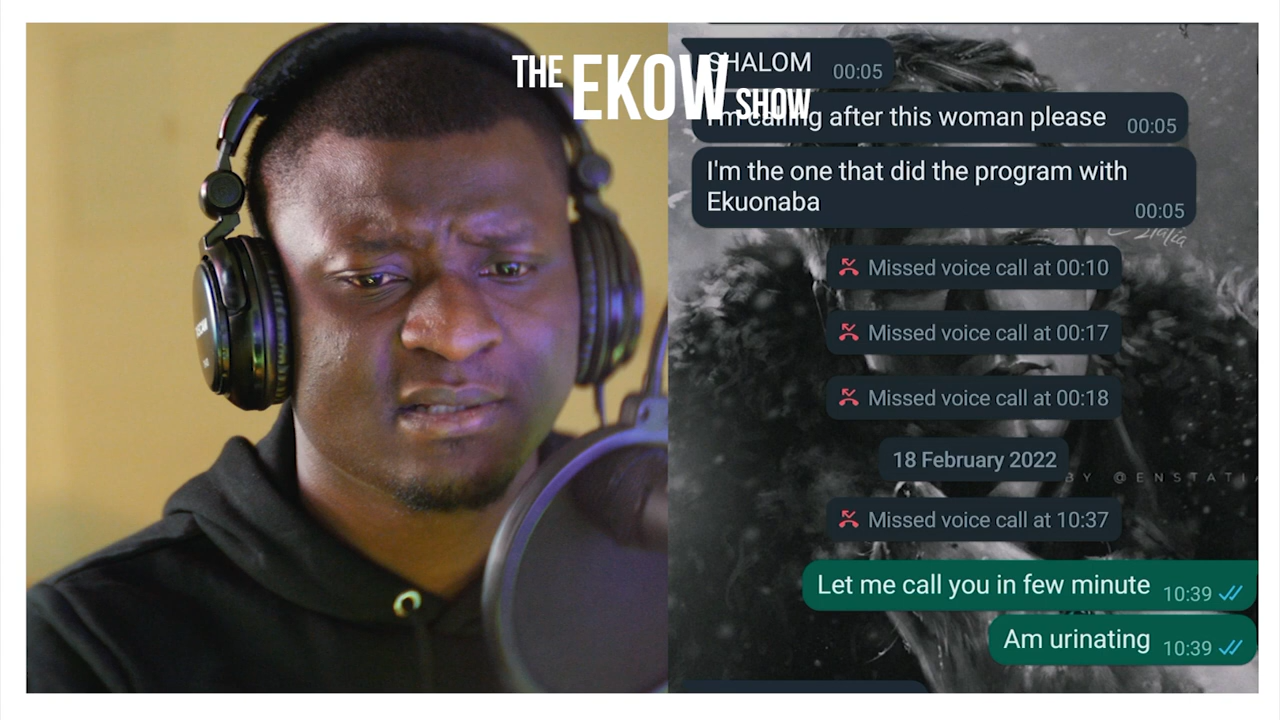 THE EKOW SHOW
SHALOM 00:05
I'm calling after this woman please 00:05
I'm the one that did the program with
Ekuonaba 00:05
Missed voice call at 00:10
Missed voice call at 00:17
Missed voice call at 00:18
18 February 2022
BY @ENSTATI
Missed voice call at 10:37
Let me call you in few minute 10:39
Am urinating 10:39